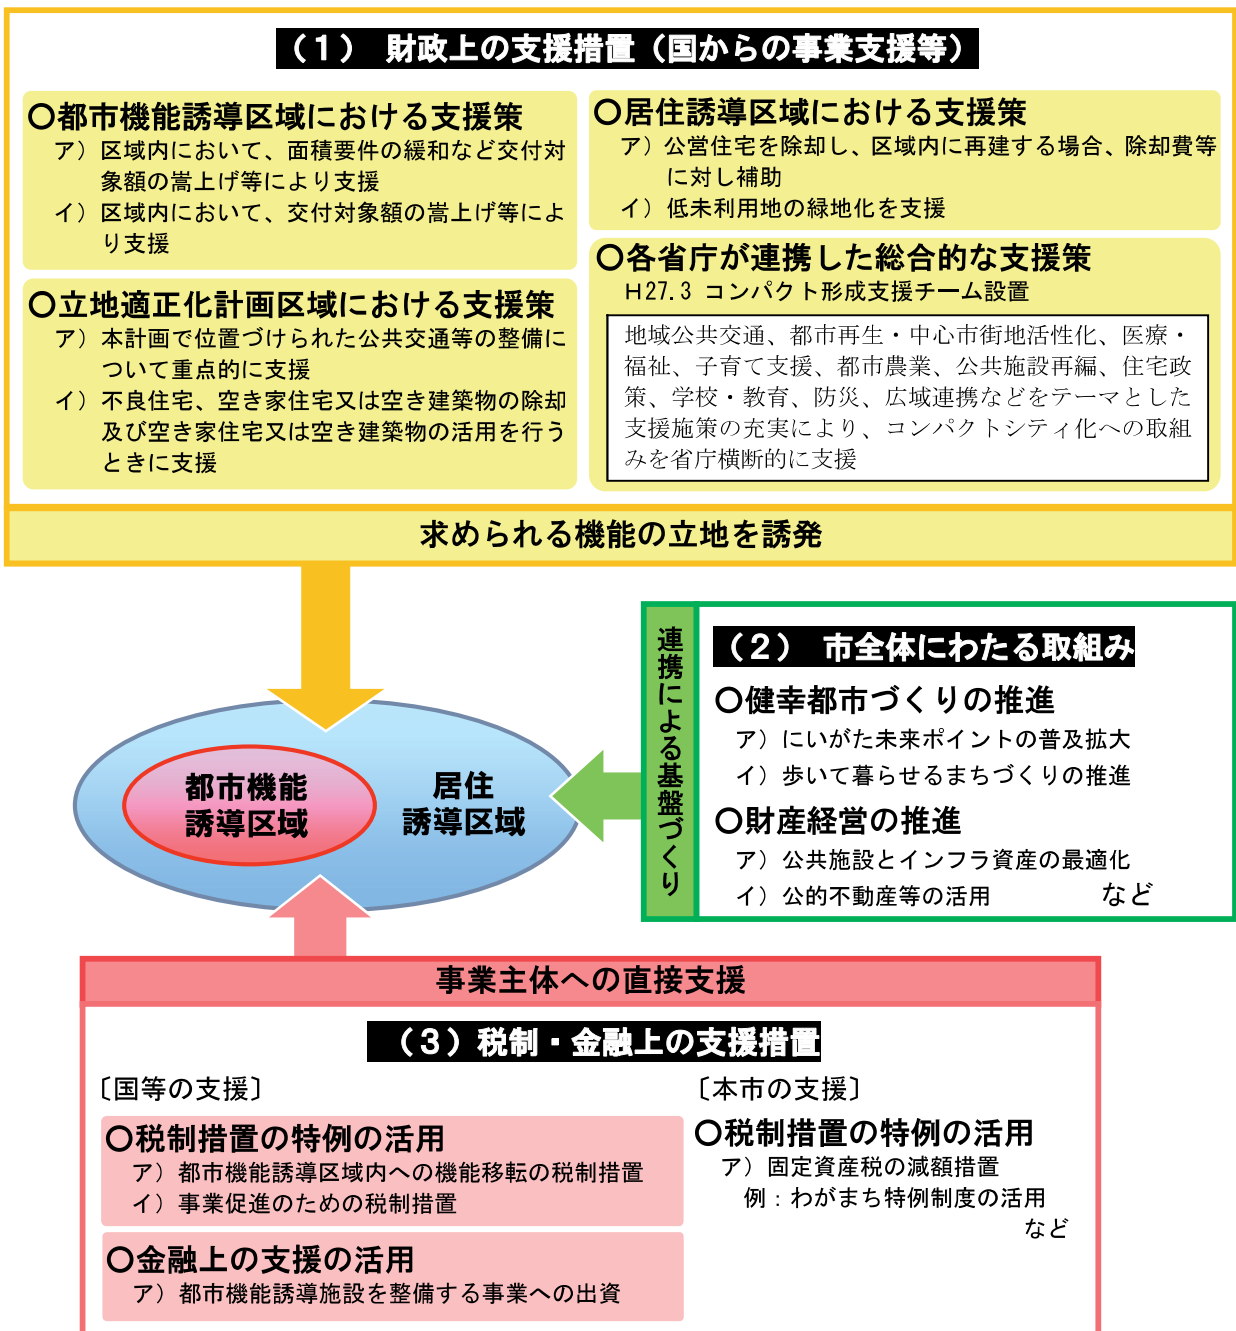 （１） 財政上の支援措置（国からの事業支援等）
〇都市機能誘導区域における支援策
ア）区域内において、面積要件の緩和など交付対
象額の嵩上げ等により支援
イ）区域内において、交付対象額の嵩上げ等によ
り支援
〇立地適正化計画区域における支援策
ア）本計画で位置づけられた公共交通等の整備に
ついて重点的に支援
イ）不良住宅、空き家住宅又は空き建築物の除却
及び空き家住宅又は空き建築物の活用を行う
ときに支援
〇居住誘導区域における支援策
ア）公営住宅を除却し、区域内に再建する場合、除却費等
に対し補助
イ）低未利用地の緑地化を支援
〇各省庁が連携した総合的な支援策
Ｈ27.3 コンパクト形成支援チーム設置
地域公共交通、都市再生・中心市街地活性化、医療・
福祉、子育て支援、都市農業、公共施設再編、住宅政
策、学校・教育、防災、広域連携などをテーマとした
支援施策の充実により、コンパクトシティ化への取組
みを省庁横断的に支援
求められる機能の立地を誘発
都市機能
誘導区域
居住
誘導区域
連携による基盤づくり
（２） 市全体にわたる取組み
〇健幸都市づくりの推進
ア）にいがた未来ポイントの普及拡大
イ）歩いて暮らせるまちづくりの推進
〇財産経営の推進
ア）公共施設とインフラ資産の最適化
イ）公的不動産等の活用 など
事業主体への直接支援
（３）税制・金融上の支援措置
〔国等の支援〕
〇税制措置の特例の活用
ア）都市機能誘導区域内への機能移転の税制措置
イ）事業促進のための税制措置
〇金融上の支援の活用
ア）都市機能誘導施設を整備する事業への出資
〔本市の支援〕
〇税制措置の特例の活用
ア）固定資産税の減額措置
例：わがまち特例制度の活用
など